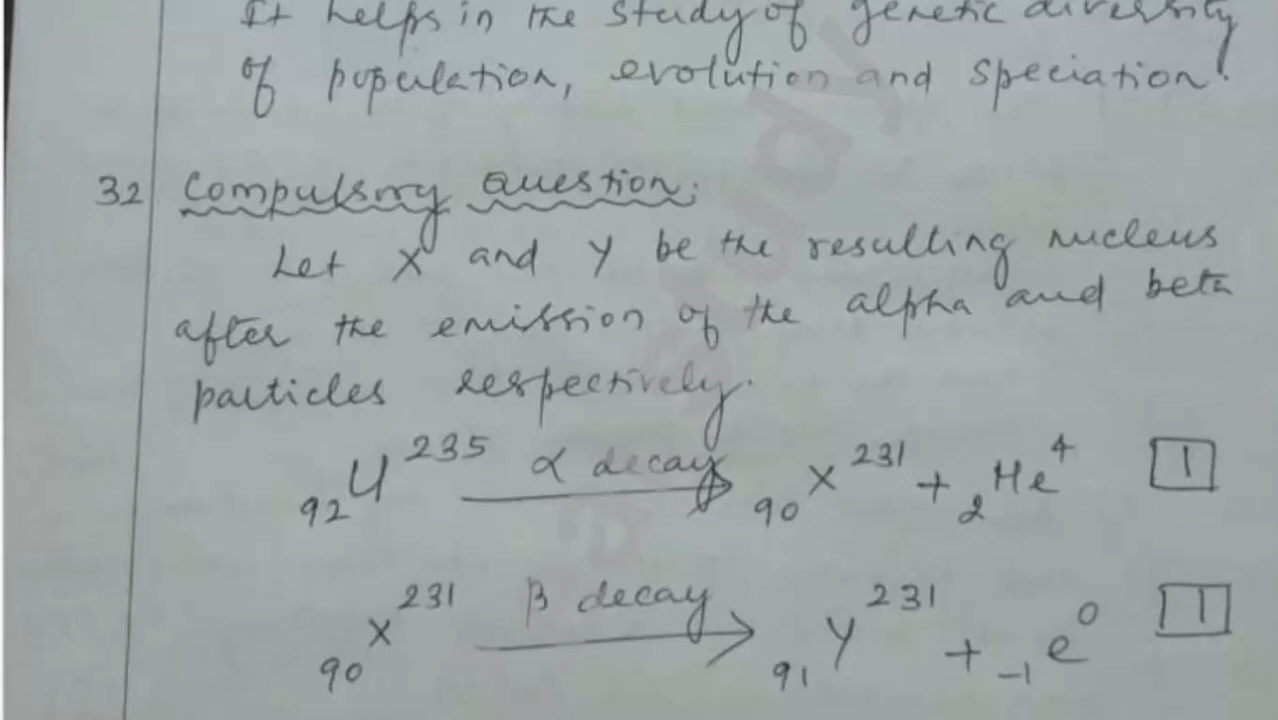 It helps in the study of genetic diversity
of population, evolution and speciation.
32 Compulsory Question:
Let X and Y be the resulting nucleus
after the emission of the alpha and beta
particles respectively.
₉₂U²³⁵ α decay → ₉₀X²³¹ + ₂He⁴ 1
₉₀X²³¹ β decay → ₉₁Y²³¹ + ₋₁e⁰ 1